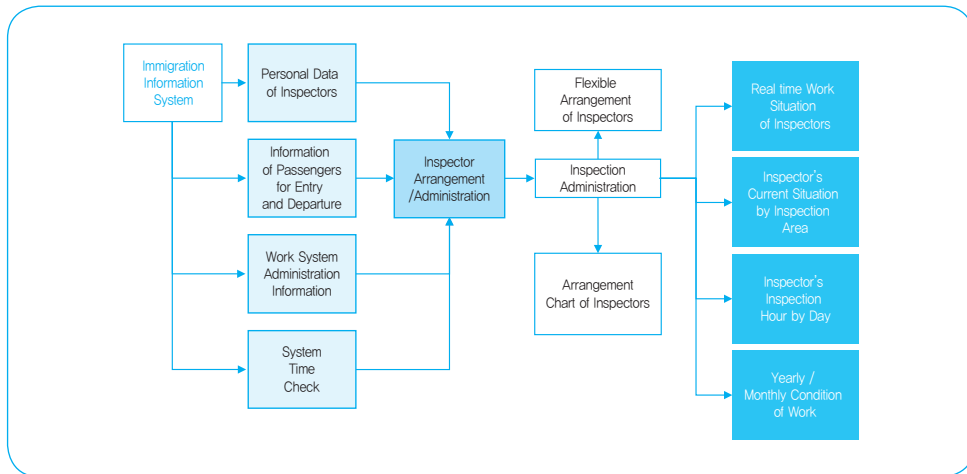 Immigration
Information
System
Personal Data
of Inspectors
Information
of Passengers
for Entry
and Departure
Work System
Administration
Information
System
Time
Check
Inspector
Arrangement
/Administration
Flexible
Arrangement
of Inspectors
Inspection
Administration
Arrangement
Chart of Inspectors
Real time Work
Situation
of Inspectors
Inspector's
Current Situation
by Inspection
Area
Inspector's
Inspection
Hour by Day
Yearly /
Monthly Condition
of Work